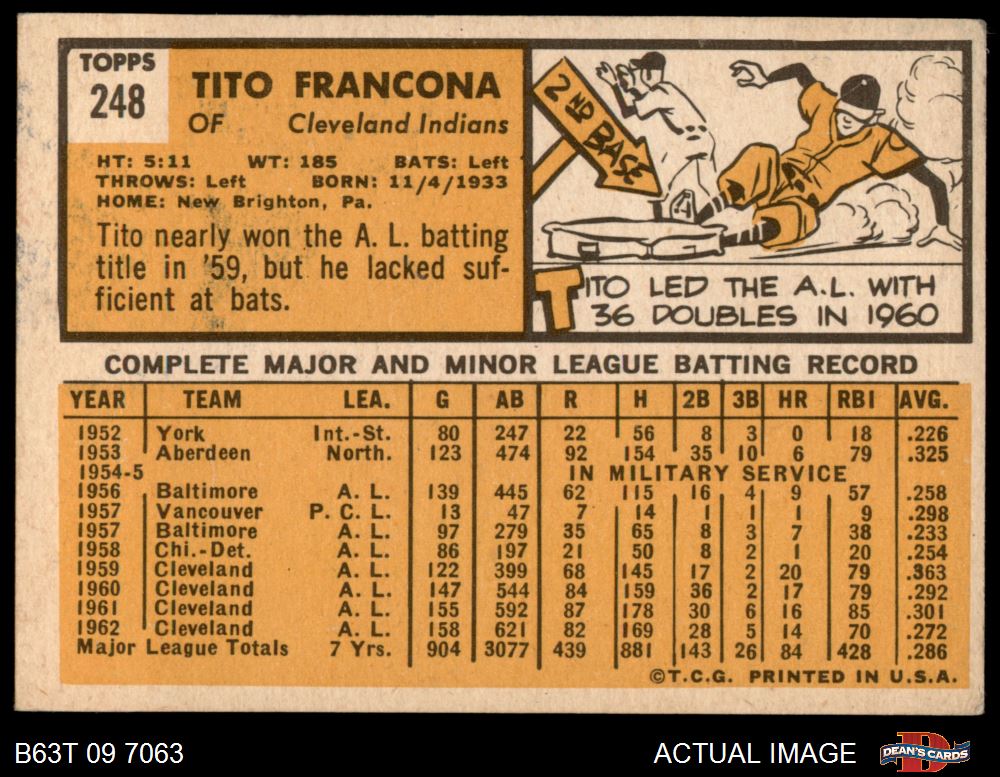 TOPPS
248
TITO FRANCONA
OF Cleveland Indians
HT: 5:11 WT: 185 BATS: Left
THROWS: Left BORN: 11/4/1933
HOME: New Brighton, Pa.
Tito nearly won the A. L. batting
title in '59, but he lacked suf-
ficient at bats.
2ND BASE
TITO LED THE A.L. WITH
36 DOUBLES IN 1960
COMPLETE MAJOR AND MINOR LEAGUE BATTING RECORD
YEAR TEAM LEA. G AB R H 2B 3B HR RBI AVG.
1952 York Int.-St. 80 247 22 56 8 3 0 18 .226
1953 Aberdeen North. 123 474 92 154 35 10 6 79 .325
1954-5 IN MILITARY SERVICE
1956 Baltimore A. L. 139 445 62 115 16 4 9 57 .258
1957 Vancouver P. C. L. 13 47 7 14 1 1 1 9 .298
1957 Baltimore A. L. 97 279 35 65 8 3 7 38 .233
1958 Chi.-Det. A. L. 86 197 21 50 8 2 1 20 .254
1959 Cleveland A. L. 122 399 68 145 17 2 20 79 .363
1960 Cleveland A. L. 147 544 84 159 36 2 17 79 .292
1961 Cleveland A. L. 155 592 87 178 30 6 16 85 .301
1962 Cleveland A. L. 158 621 82 169 28 5 14 70 .272
Major League Totals 7 Yrs. 904 3077 439 881 143 26 84 428 .286
©T.C.G. PRINTED IN U.S.A.
B63T 09 7063 ACTUAL IMAGE DEAN'S CARDS